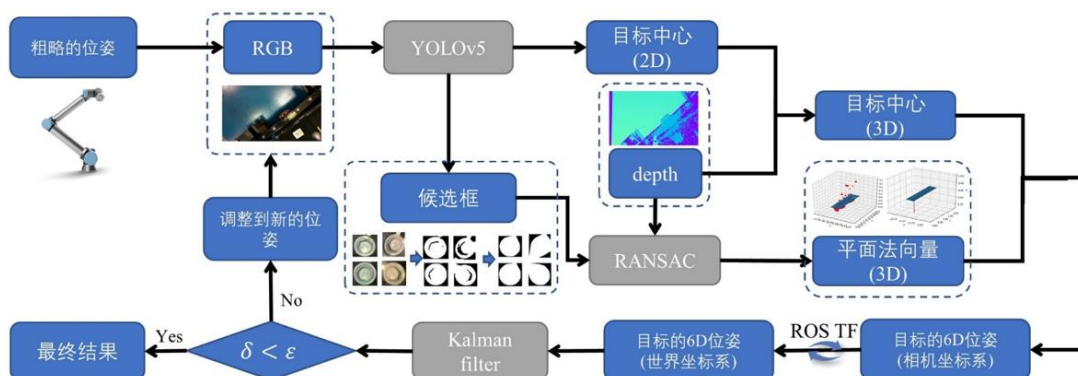 粗略的位姿
RGB
YOLOv5
目标中心
(2D)
目标中心
(3D)
depth
候选框
调整到新的位
姿
RANSAC
平面法向量
(3D)
No
最终结果
Yes
δ < ε
Kalman
filter
目标的6D位姿
(世界坐标系)
ROS TF
目标的6D位姿
(相机坐标系)